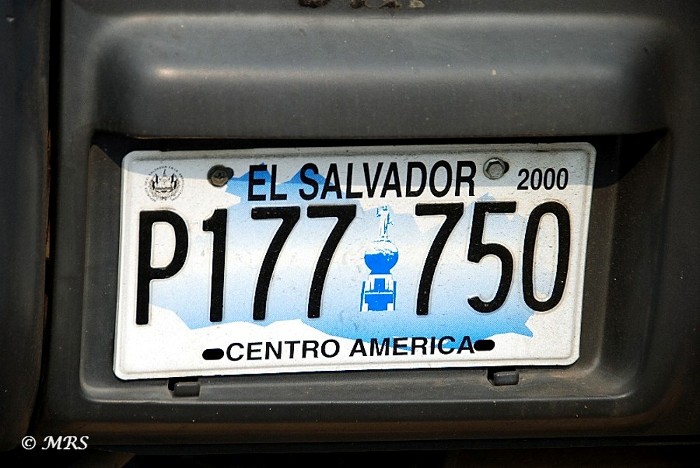 EL SALVADOR 2000
P177 750
CENTRO AMERICA
© MRS